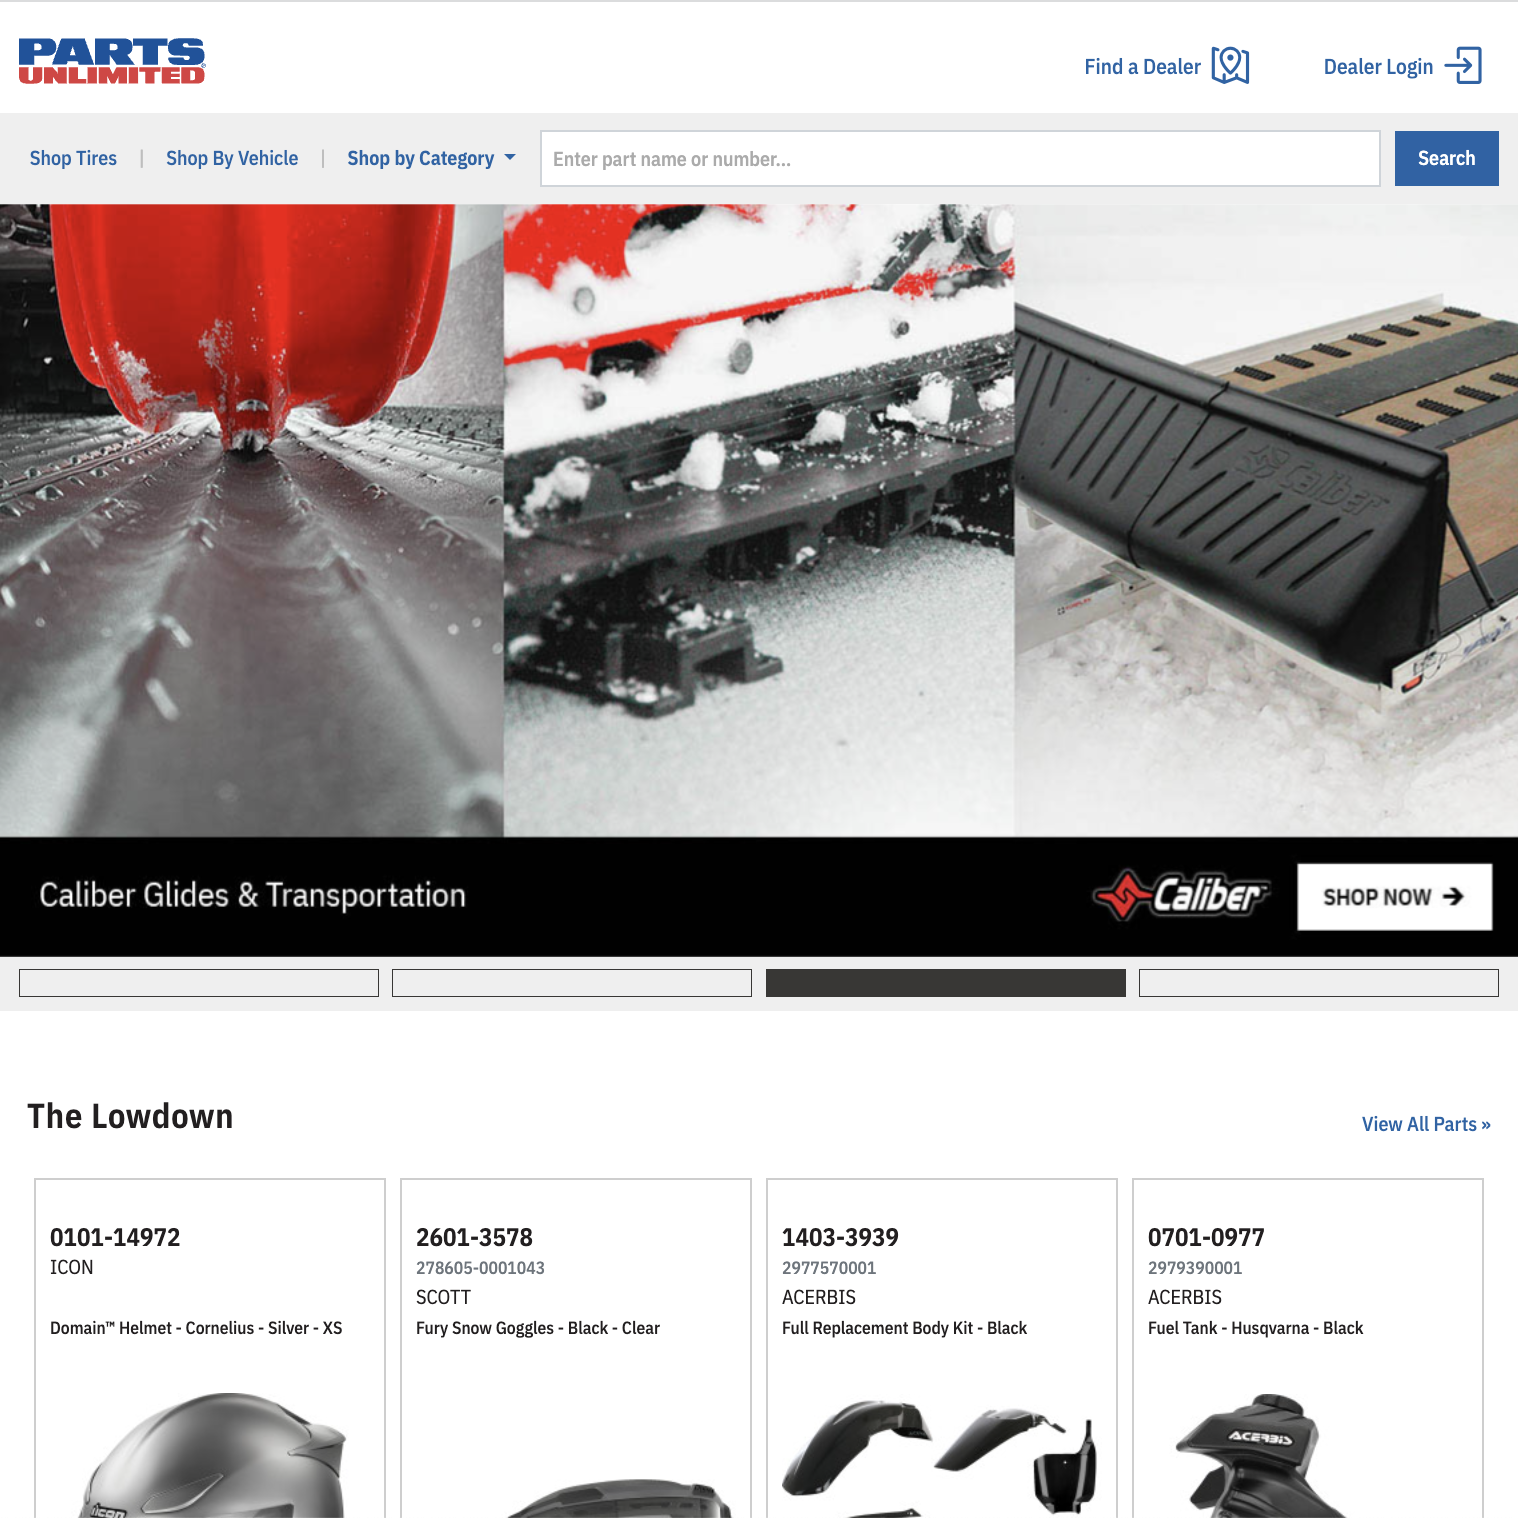 PARTS
UNLIMITED
Find a Dealer
Dealer Login
Shop Tires | Shop By Vehicle | Shop by Category
Enter part name or number...
Search
Caliber
Caliber Glides & Transportation
Caliber
SHOP NOW →
The Lowdown
View All Parts »
0101-14972
ICON
Domain™ Helmet - Cornelius - Silver - XS
2601-3578
278605-0001043
SCOTT
Fury Snow Goggles - Black - Clear
1403-3939
2977570001
ACERBIS
Full Replacement Body Kit - Black
0701-0977
2979390001
ACERBIS
Fuel Tank - Husqvarna - Black
icon
ACERBIS